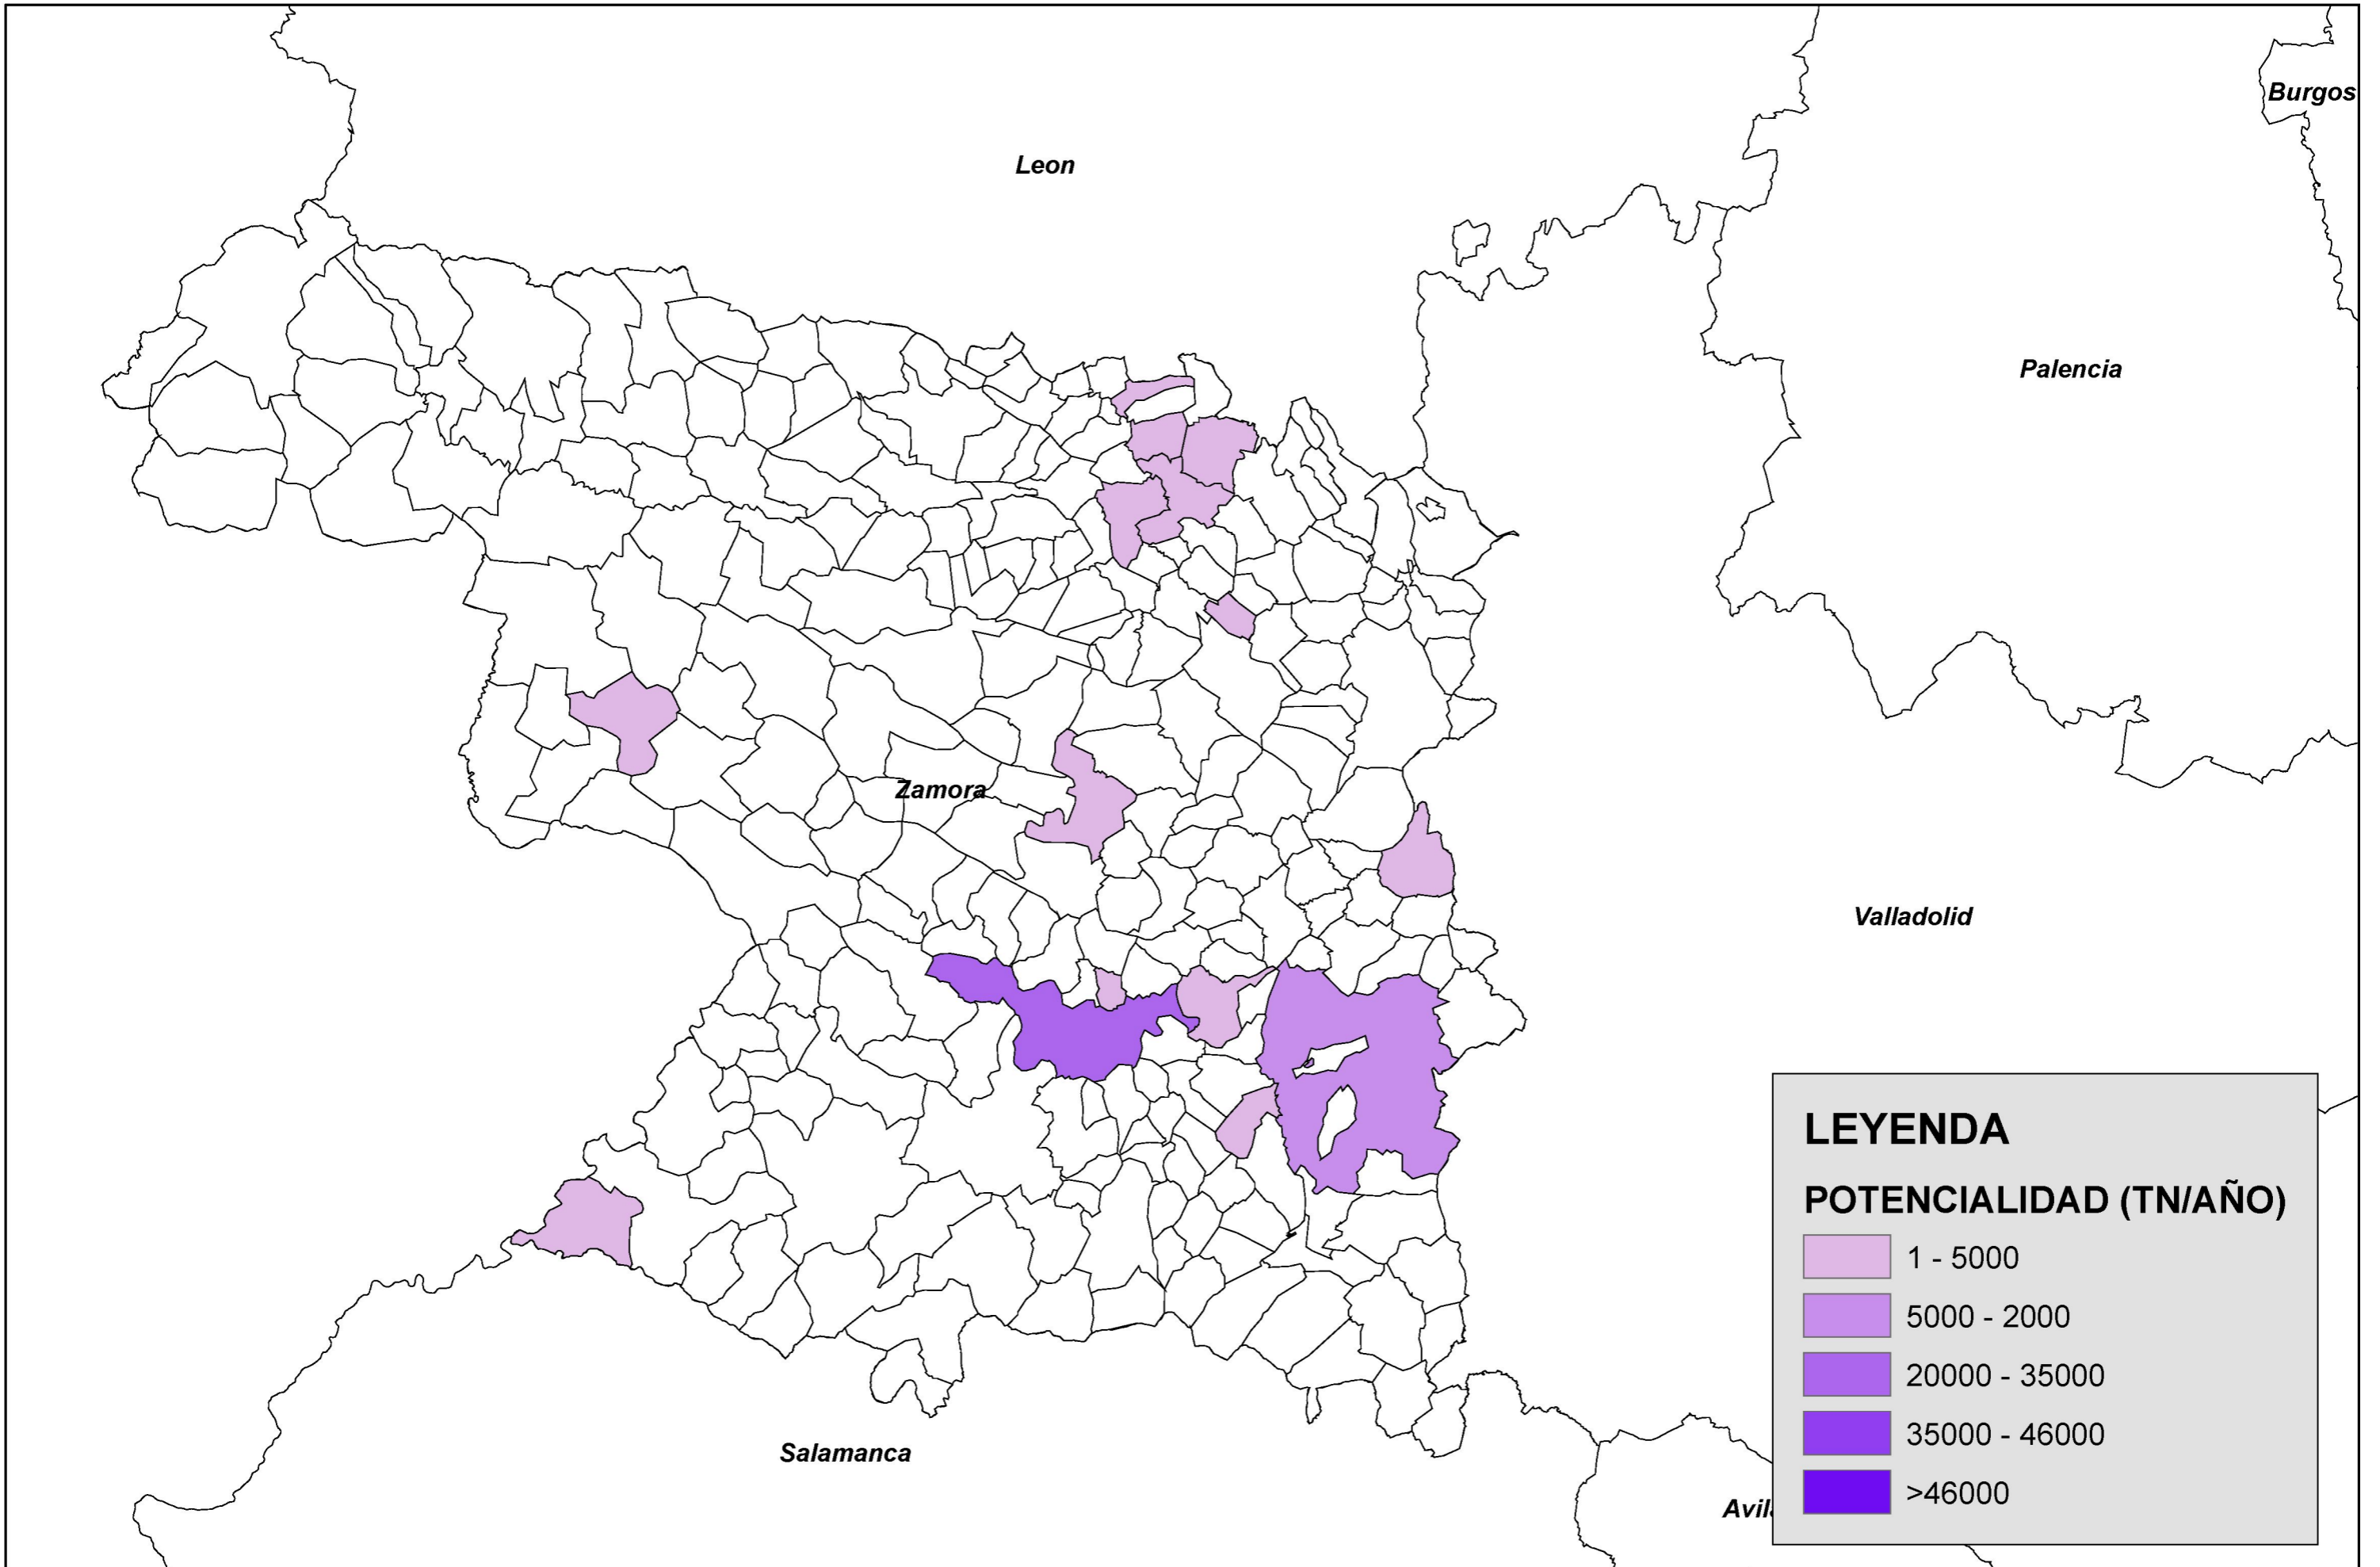 Burgos
Leon
Palencia
Zamora
Valladolid
LEYENDA
POTENCIALIDAD (TN/AÑO)
1 - 5000
5000 - 2000
20000 - 35000
35000 - 46000
>46000
Salamanca
Avila